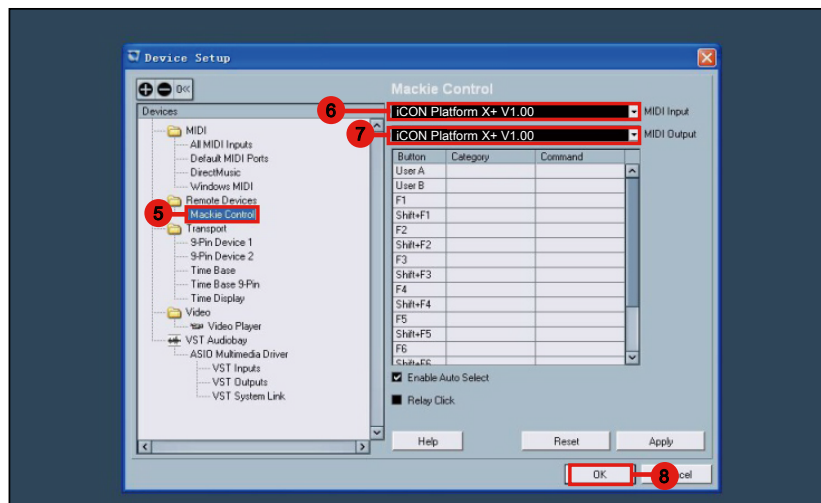 Device Setup
Mackie Control
Devices
6
iCON Platform X+ V1.00
MIDI Input
7
iCON Platform X+ V1.00
MIDI Output
MIDI
All MIDI Inputs
Default MIDI Ports
DirectMusic
Windows MIDI
Remote Devices
5
Mackie Control
Transport
9-Pin Device 1
9-Pin Device 2
Time Base
Time Base 9-Pin
Time Display
Video
Video Player
VST Audiobay
ASIO Multimedia Driver
VST Inputs
VST Outputs
VST System Link
Button Category Command
User A
User B
F1
Shift+F1
F2
Shift+F2
F3
Shift+F3
F4
Shift+F4
F5
Shift+F5
F6
Shift+F6
Enable Auto Select
Relay Click
Help Reset Apply
OK 8 cel